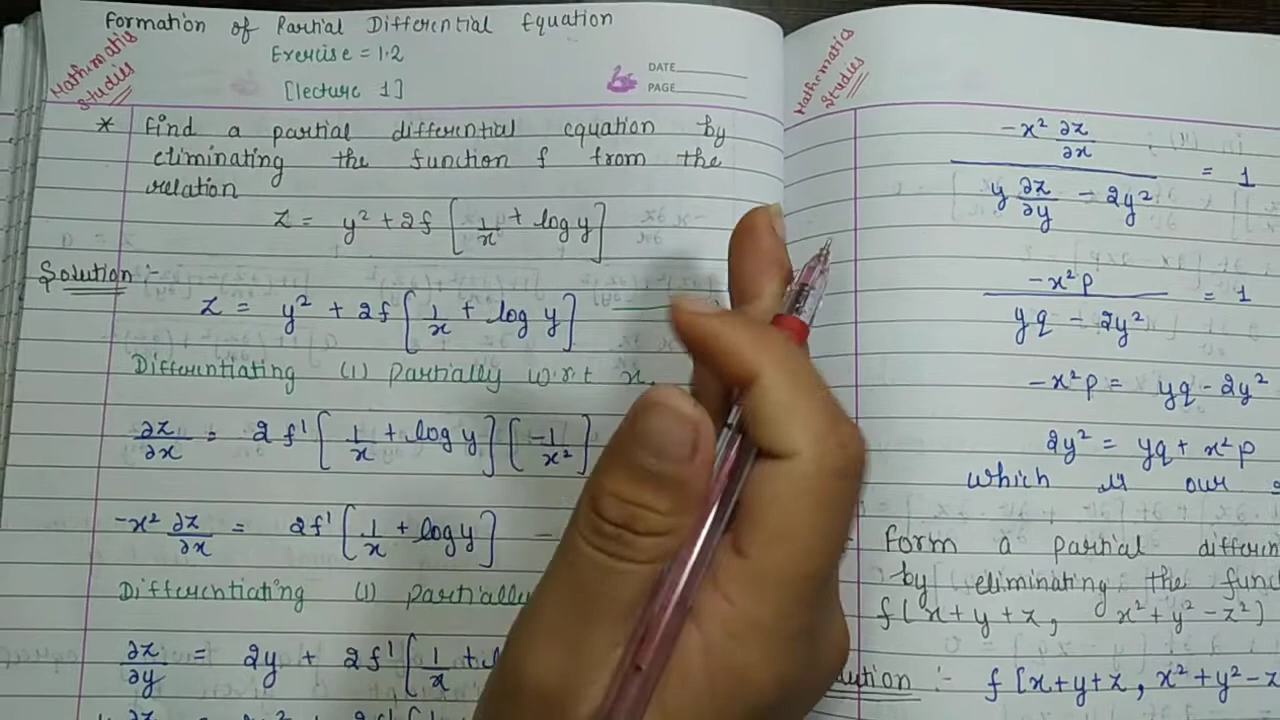 Formation of Partial Differential Equation
Exercise = 1.2
[lecture 1]
Mathematics Studies
DATE
PAGE
* Find a partial differential equation by
eliminating the function f from the
relation
z = y² + 2f [1/x + log y]
Solution :-
z = y² + 2f [1/x + log y]
Differentiating (1) partially w.r.t x.
∂z/∂x = 2f' [1/x + log y] [-1/x²]
-x² ∂z/∂x = 2f' [1/x + log y] -
Differentiating (1) partially
∂z/∂y = 2y + 2f' [1/x +
Mathematics Studies
-x² ∂z/∂x / y ∂z/∂y - 2y² = 1
-x²p / yq - 2y² = 1
-x²p = yq - 2y²
2y² = yq + x²p
which is our
Form a partial differen
by eliminating the func
f(x+y+z, x²+y²-z²)
ution :- f[x+y+z, x²+y²-z